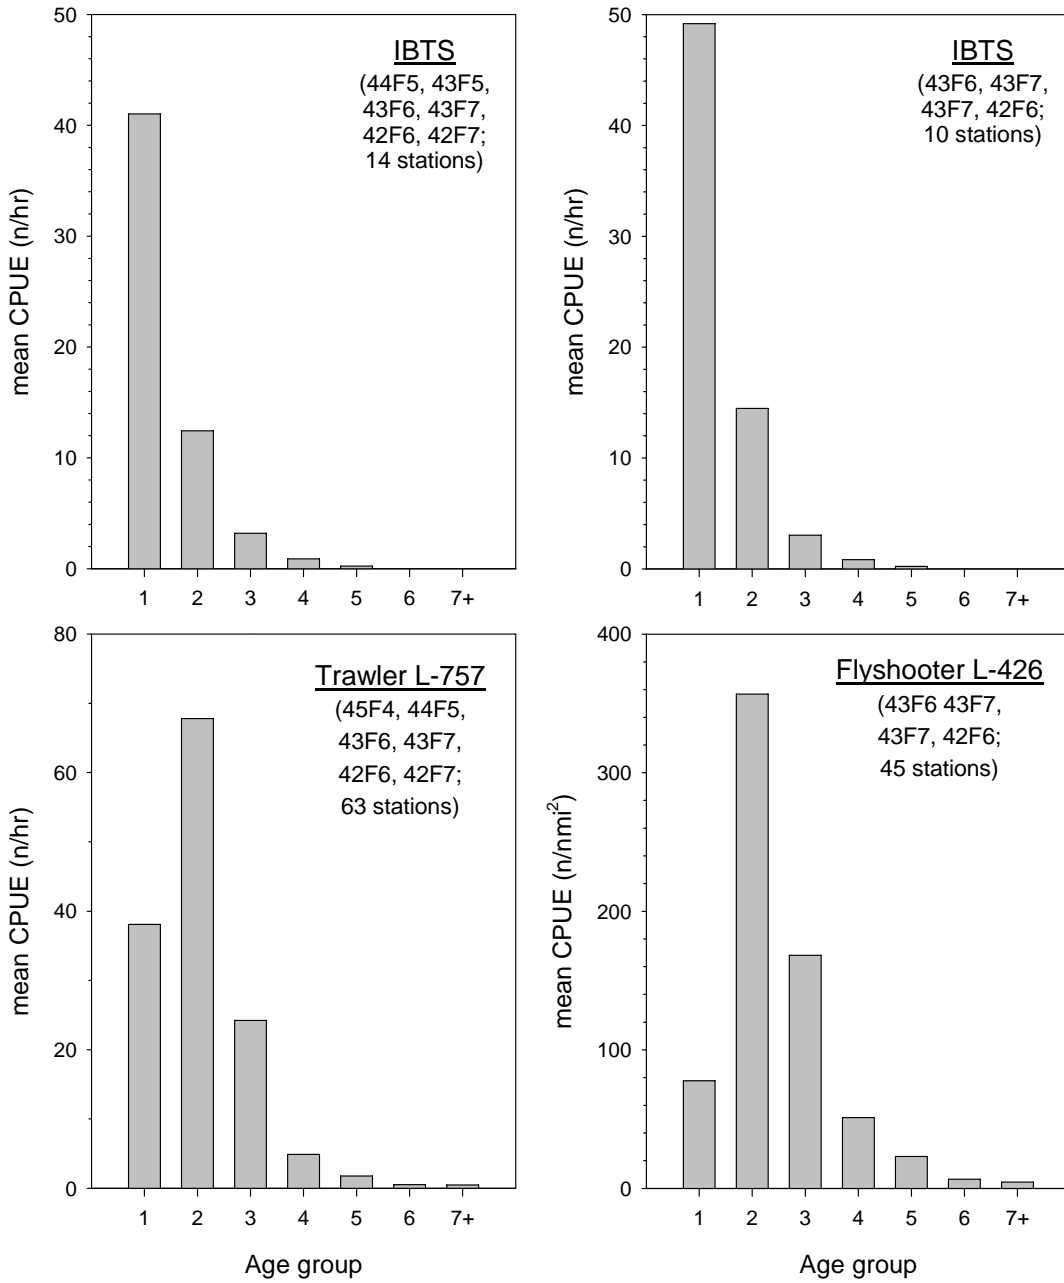 50
40
30
20
10
0
mean CPUE (n/hr)
IBTS
(44F5, 43F5,
43F6, 43F7,
42F6, 42F7;
14 stations)
1 2 3 4 5 6 7+
50
40
30
20
10
0
mean CPUE (n/hr)
IBTS
(43F6, 43F7,
43F7, 42F6;
10 stations)
1 2 3 4 5 6 7+
80
60
40
20
0
mean CPUE (n/hr)
Trawler L-757
(45F4, 44F5,
43F6, 43F7,
42F6, 42F7;
63 stations)
1 2 3 4 5 6 7+
Age group
400
300
200
100
0
mean CPUE (n/nmi²)
Flyshooter L-426
(43F6 43F7,
43F7, 42F6;
45 stations)
1 2 3 4 5 6 7+
Age group